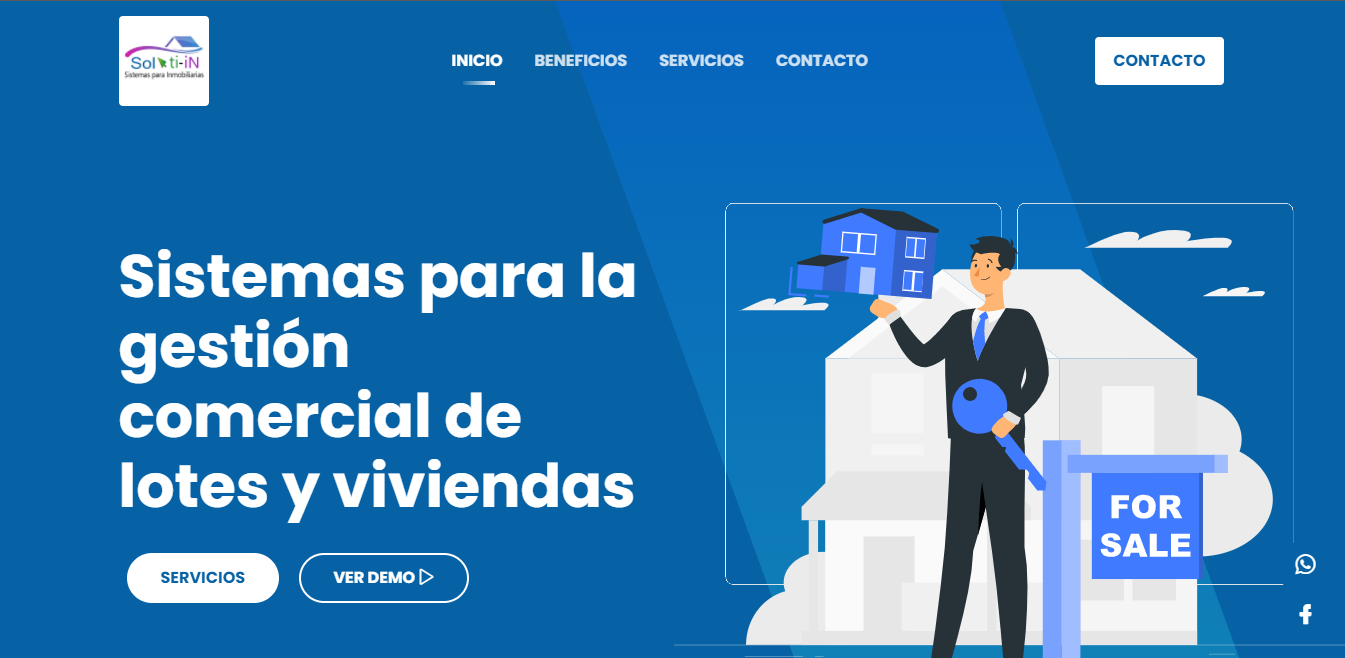 Sol ti-iN
Sistemas para Inmobiliarias
INICIO
BENEFICIOS
SERVICIOS
CONTACTO
CONTACTO
Sistemas para la
gestión
comercial de
lotes y viviendas
SERVICIOS
VER DEMO
FOR
SALE